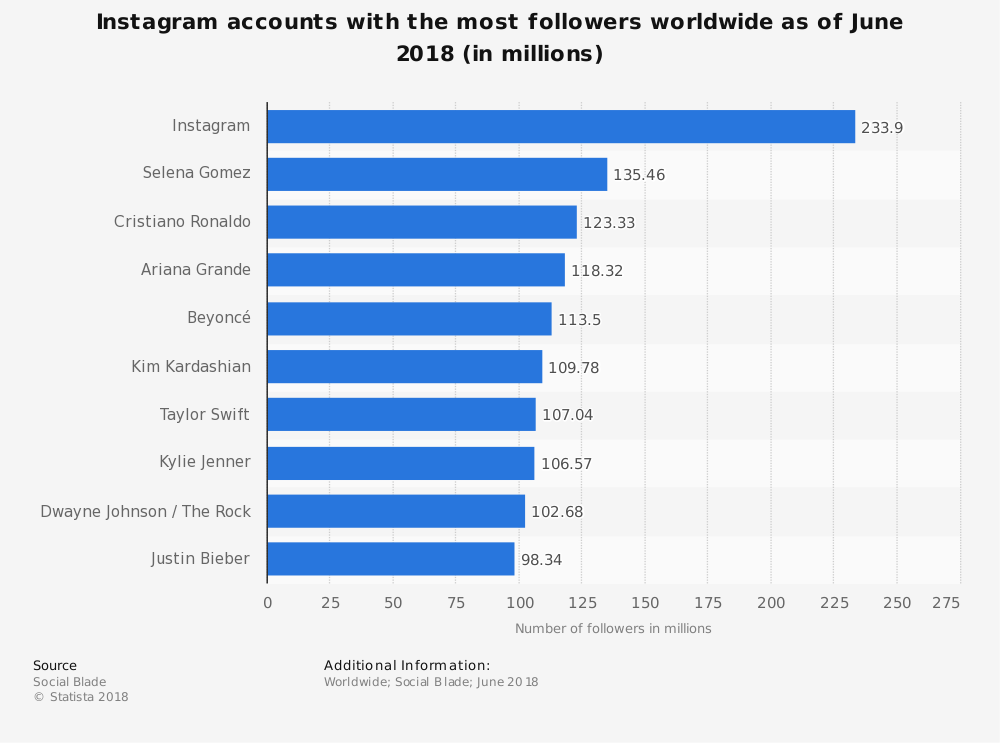 Instagram accounts with the most followers worldwide as of June
2018 (in millions)
Instagram 233.9
Selena Gomez 135.46
Cristiano Ronaldo 123.33
Ariana Grande 118.32
Beyoncé 113.5
Kim Kardashian 109.78
Taylor Swift 107.04
Kylie Jenner 106.57
Dwayne Johnson / The Rock 102.68
Justin Bieber 98.34
0 25 50 75 100 125 150 175 200 225 250 275
Number of followers in millions
Source
Social Blade
© Statista 2018
Additional Information:
Worldwide; Social Blade; June 2018